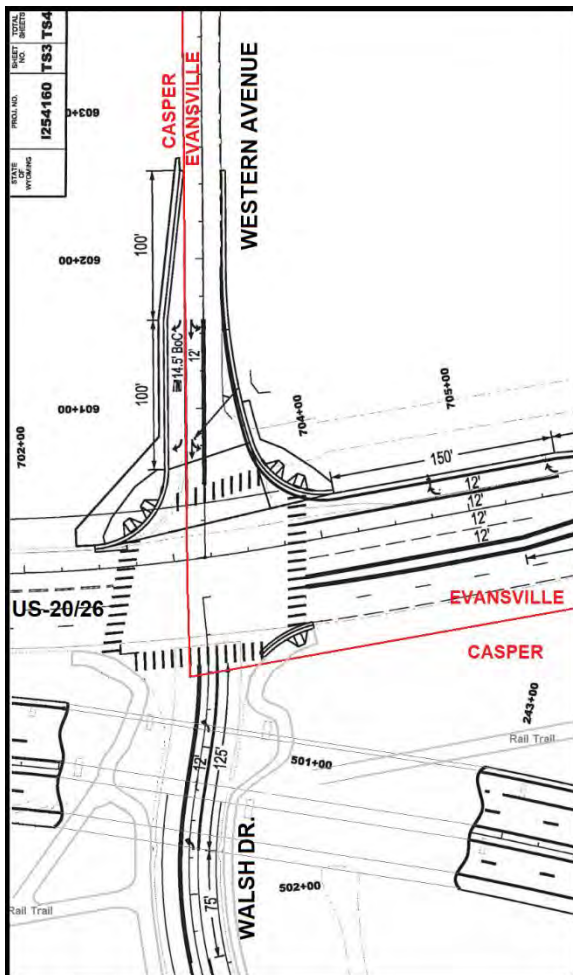 STATE
OF
WYOMING
PROJ. NO.
I254160
SHEET
NO.
TS3
TOTAL
SHEETS
TS4
603+0
CASPER
EVANSVILLE
WESTERN AVENUE
100'
602+00
14.5' BoC
12'
100'
601+00
702+00
704+00
705+00
150'
12'
12'
12'
12'
US-20/26
EVANSVILLE
CASPER
243+00
Rail Trail
12'
125'
501+00
WALSH DR.
75'
502+00
Rail Trail